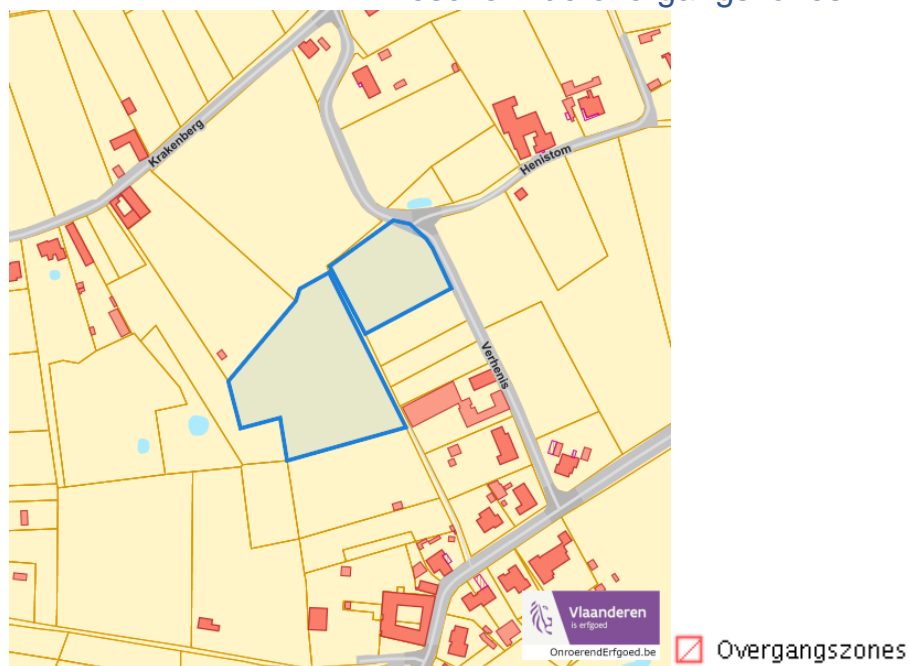 Krakenberg
Henistom
Verhenis
Vlaanderen
is erfgoed
OnroerendErfgoed.be
Overgangszones